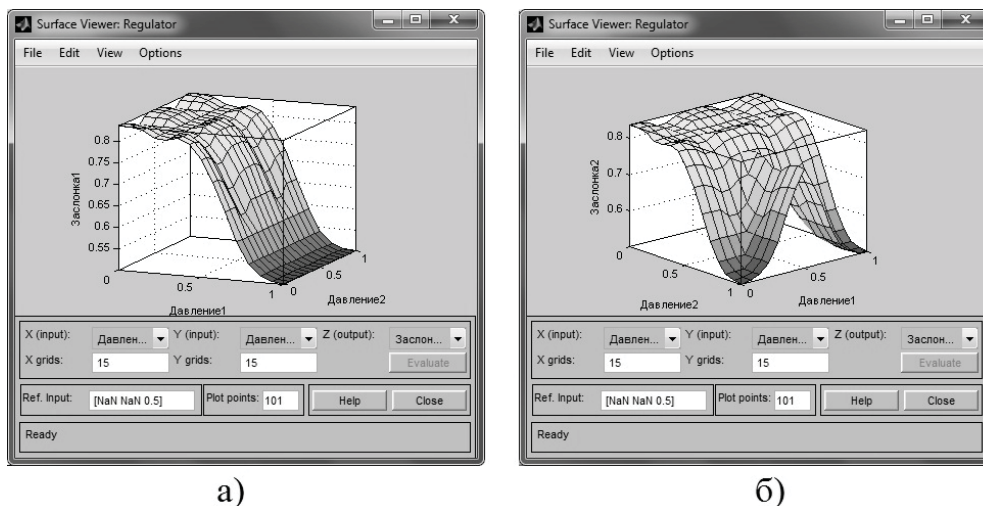 Surface Viewer: Regulator
File Edit View Options
0.8
0.75
0.7
0.65
0.6
0.55
Заслонка1
0
0.5
1
Давление1
0
0.5
1
Давление2
X (input):
Давлен...
Y (input):
Давлен...
Z (output):
Заслон...
X grids:
15
Y grids:
15
Evaluate
Ref. Input:
[NaN NaN 0.5]
Plot points:
101
Help
Close
Ready
а)
Surface Viewer: Regulator
File Edit View Options
0.8
0.7
0.6
Заслонка2
0
0.5
1
Давление2
0
0.5
1
Давление1
X (input):
Давлен...
Y (input):
Давлен...
Z (output):
Заслон...
X grids:
15
Y grids:
15
Evaluate
Ref. Input:
[NaN NaN 0.5]
Plot points:
101
Help
Close
Ready
б)